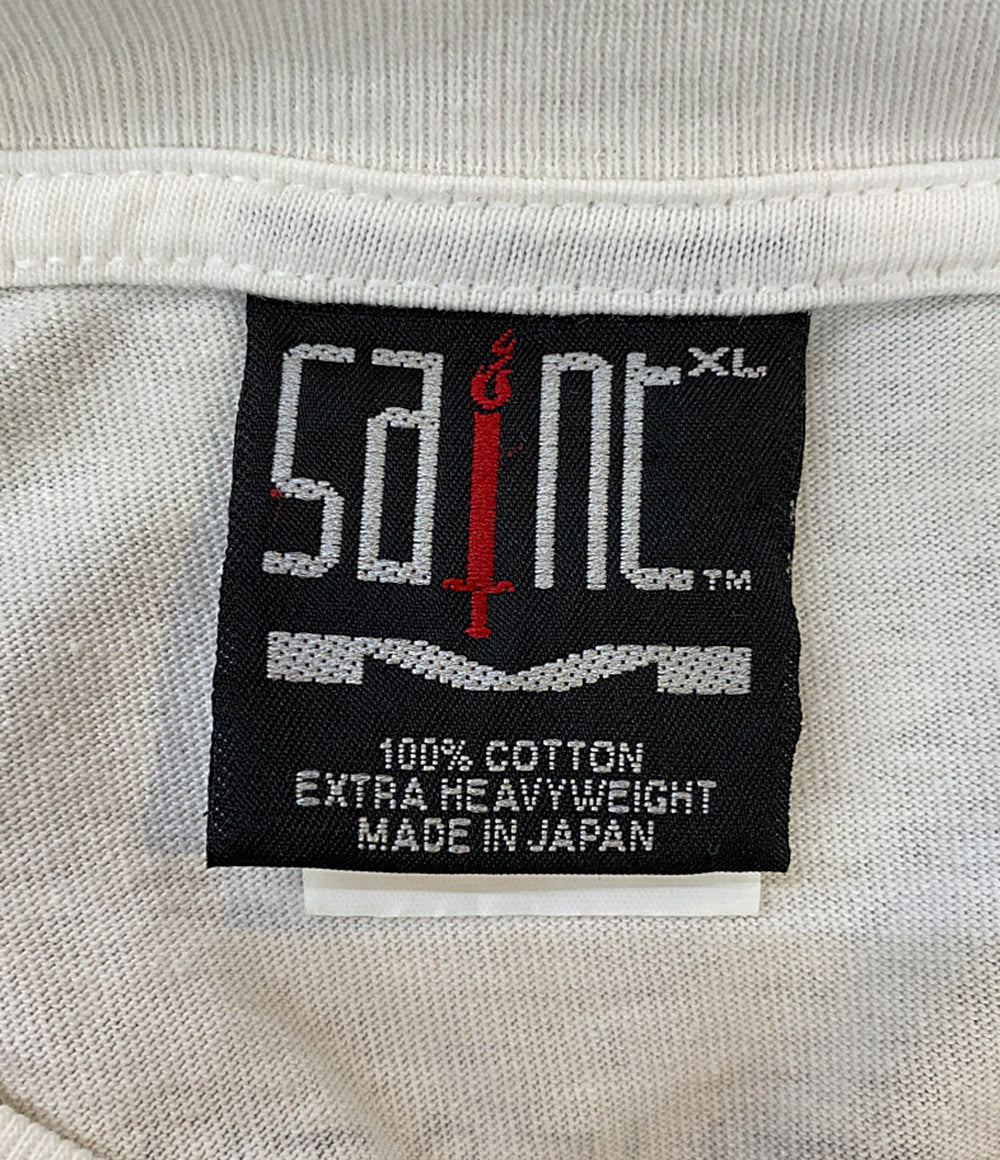 SAINT XL
TM
M
100% COTTON
EXTRA HEAVYWEIGHT
MADE IN JAPAN